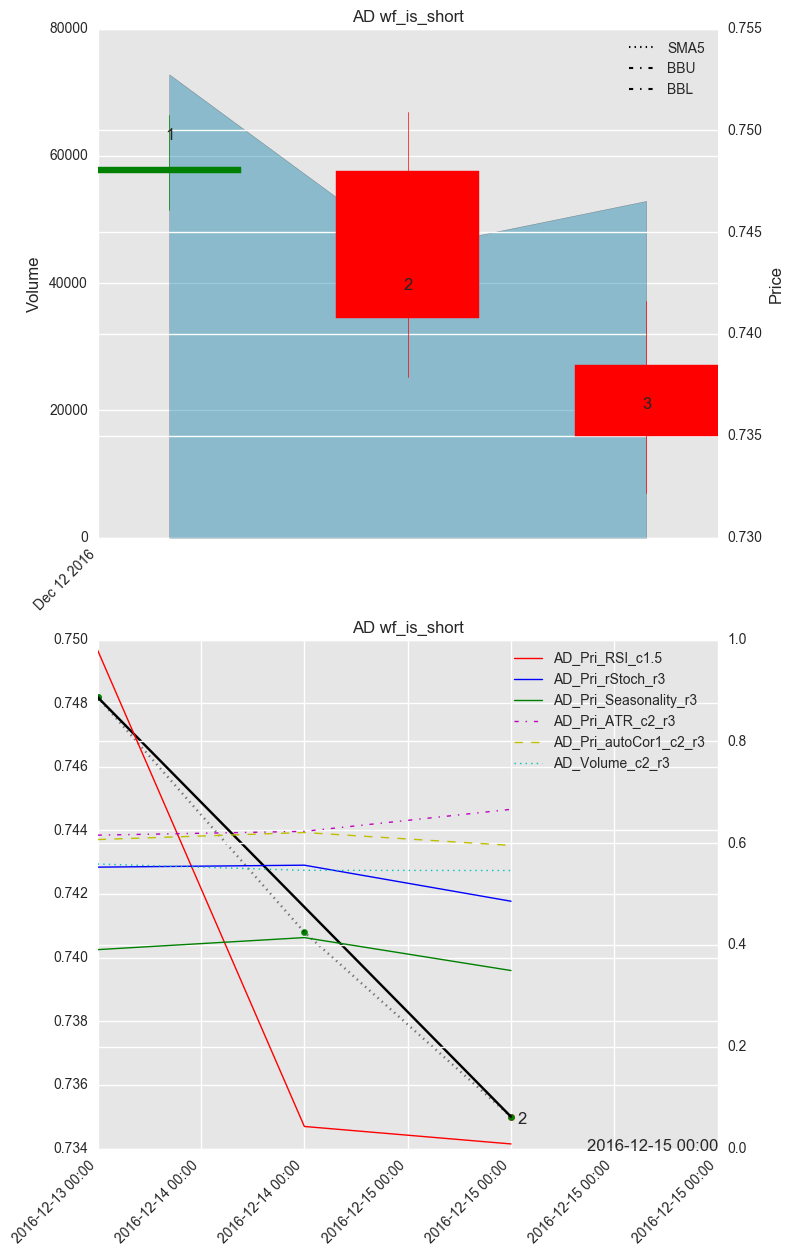 AD wf_is_short
80000
60000
40000
20000
0
Volume
0.755
0.750
0.745
0.740
0.735
0.730
Price
SMA5
BBU
BBL
1
2
3
Dec 12 2016
AD wf_is_short
0.750
0.748
0.746
0.744
0.742
0.740
0.738
0.736
0.734
1.0
0.8
0.6
0.4
0.2
0.0
AD_Pri_RSI_c1.5
AD_Pri_rStoch_r3
AD_Pri_Seasonality_r3
AD_Pri_ATR_c2_r3
AD_Pri_autoCor1_c2_r3
AD_Volume_c2_r3
2
2016-12-15 00:00
2016-12-13 00:00
2016-12-14 00:00
2016-12-14 00:00
2016-12-15 00:00
2016-12-15 00:00
2016-12-15 00:00
2016-12-15 00:00